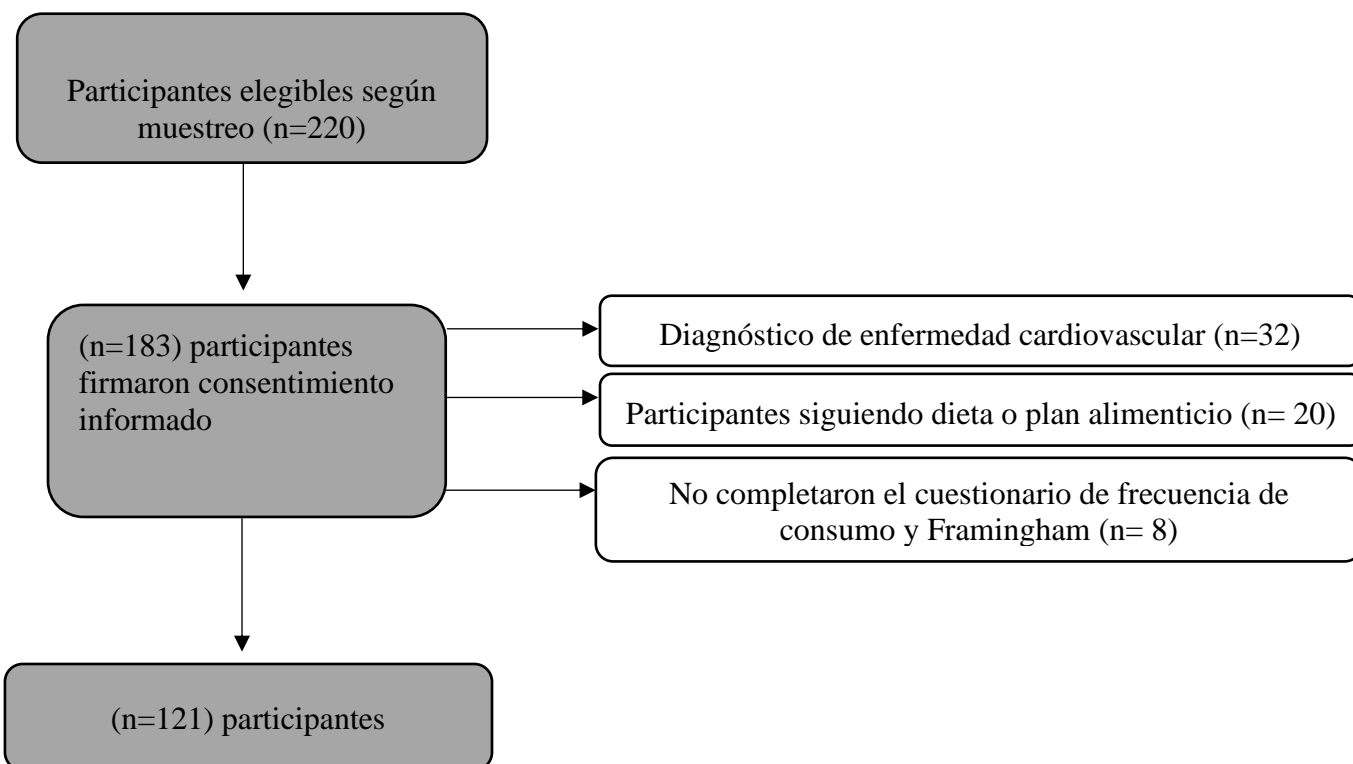 Participantes elegibles según
muestreo (n=220)
(n=183) participantes
firmaron consentimiento
informado
Diagnóstico de enfermedad cardiovascular (n=32)
Participantes siguiendo dieta o plan alimenticio (n= 20)
No completaron el cuestionario de frecuencia de
consumo y Framingham (n= 8)
(n=121) participantes